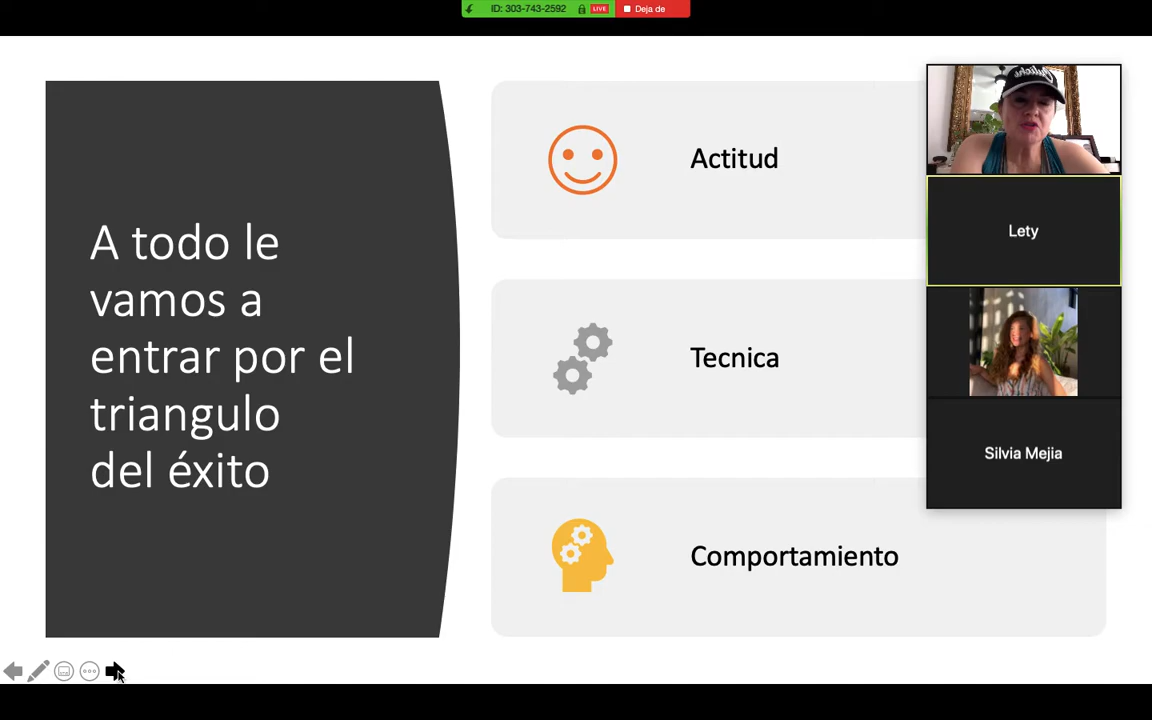 ID: 303-743-2592
LIVE
Deja de
A todo le
vamos a
entrar por el
triangulo
del éxito
Actitud
Tecnica
Comportamiento
Lety
Silvia Mejia